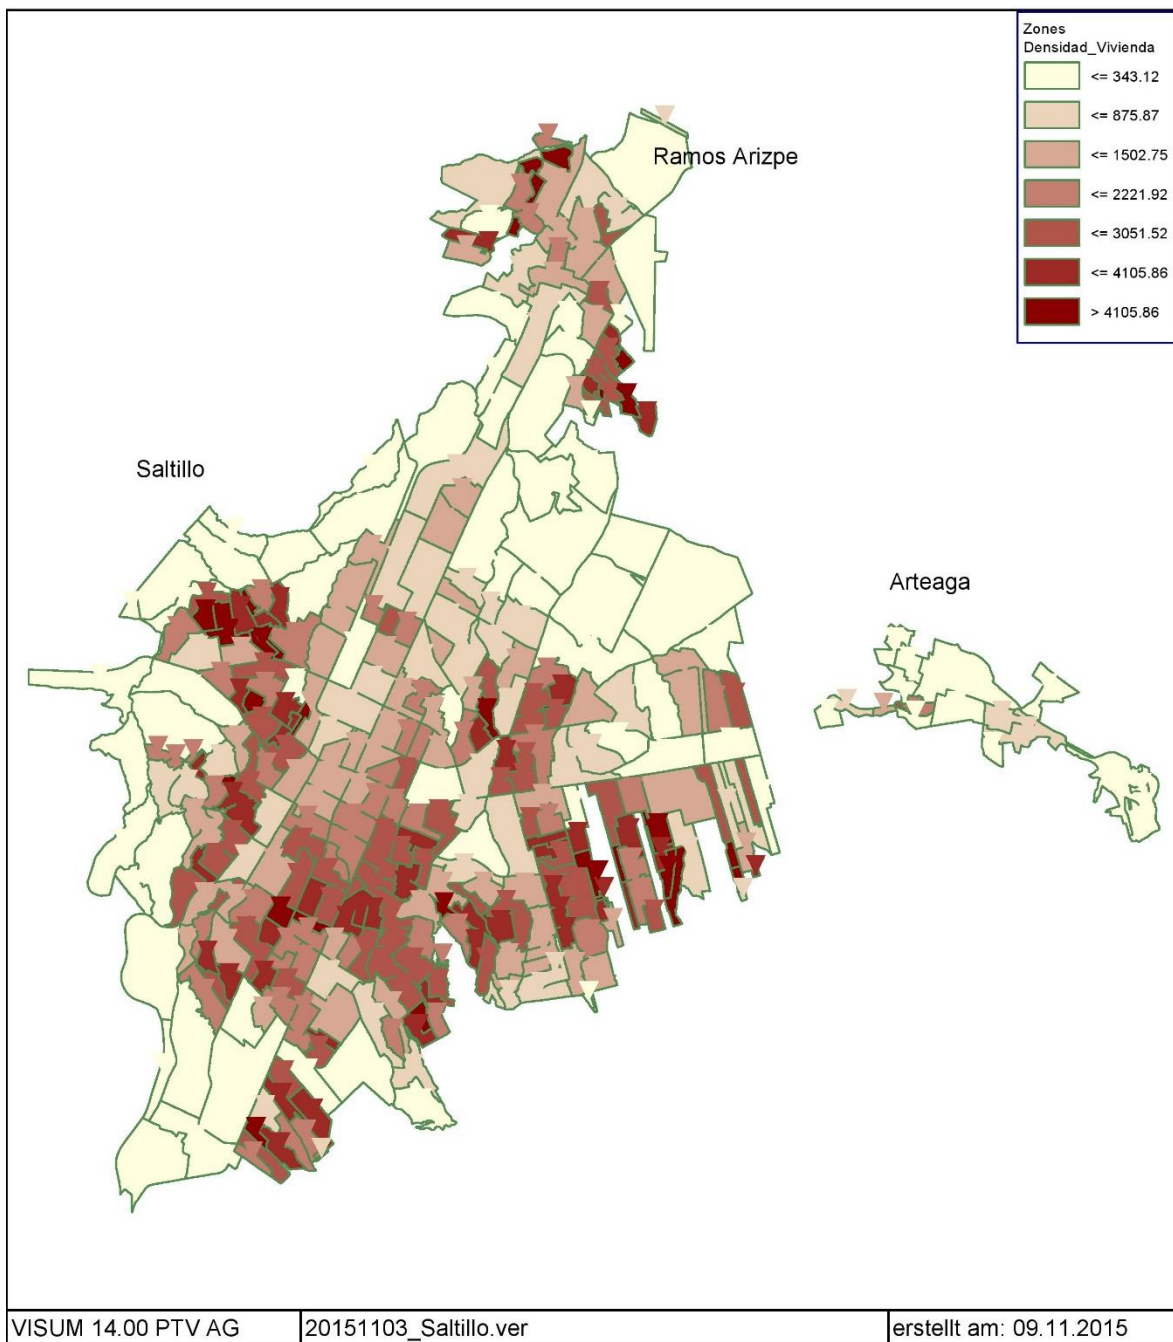 Zones
Densidad_Vivienda
<= 343.12
<= 875.87
<= 1502.75
<= 2221.92
<= 3051.52
<= 4105.86
> 4105.86
Ramos Arizpe
Saltillo
Arteaga
VISUM 14.00 PTV AG
20151103_Saltillo.ver
erstellt am: 09.11.2015